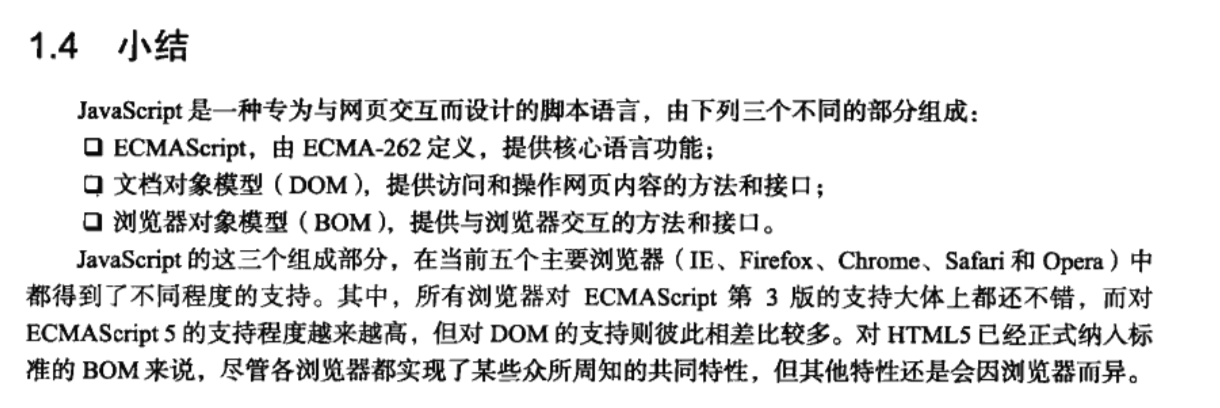 1.4 小结
JavaScript 是一种专为与网页交互而设计的脚本语言，由下列三个不同的部分组成：
❑ ECMAScript，由 ECMA-262 定义，提供核心语言功能；
❑ 文档对象模型（DOM），提供访问和操作网页内容的方法和接口；
❑ 浏览器对象模型（BOM），提供与浏览器交互的方法和接口。
JavaScript 的这三个组成部分，在当前五个主要浏览器（IE、Firefox、Chrome、Safari 和 Opera）中
都得到了不同程度的支持。其中，所有浏览器对 ECMAScript 第 3 版的支持大体上都还不错，而对
ECMAScript 5 的支持程度越来越高，但对 DOM 的支持则彼此相差比较多。对 HTML5 已经正式纳入标
准的 BOM 来说，尽管各浏览器都实现了某些众所周知的共同特性，但其他特性还是会因浏览器而异。